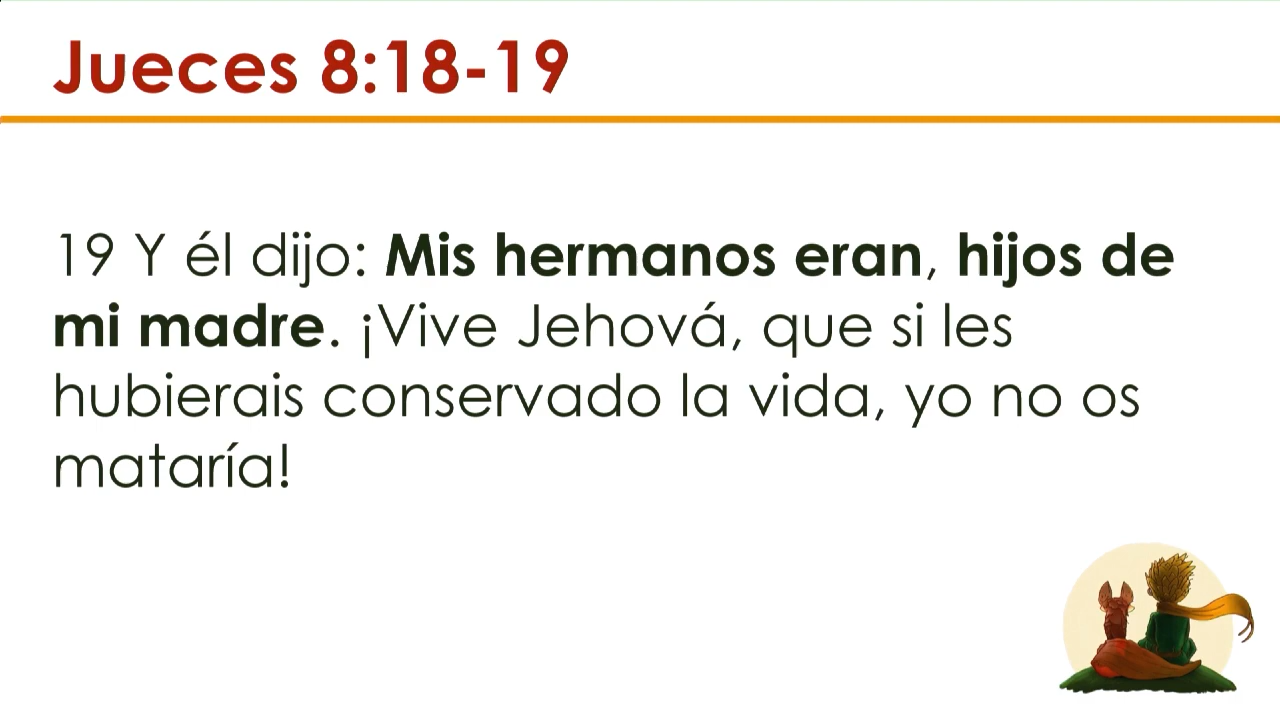 Jueces 8:18-19
19 Y él dijo: Mis hermanos eran, hijos de
mi madre. ¡Vive Jehová, que si les
hubierais conservado la vida, yo no os
mataría!